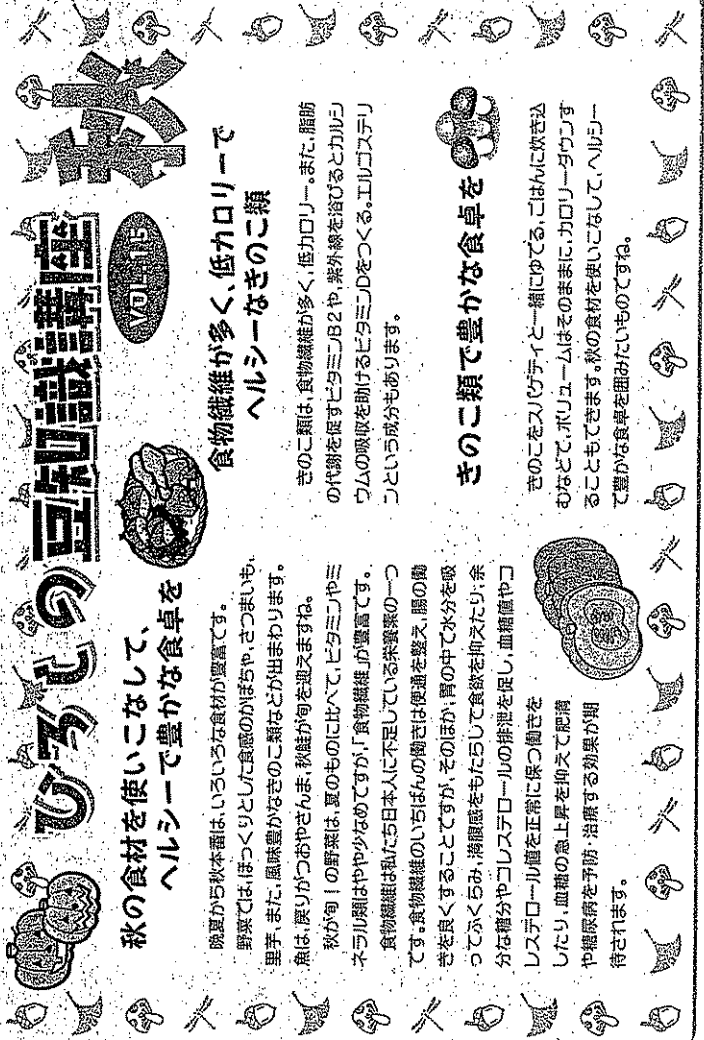 ひろしの豆知識講座
VOL.15
秋
秋の食材を使いこなして、
ヘルシーで豊かな食卓を
晩夏から秋本番は、いろいろな食材が豊富です。
野菜では、ほっくりとした食感のかぼちゃ、さつまいも、
里芋、また、風味豊かなきのこ類などが出まわります。
魚は、戻りがつおやさんま、秋鮭が旬を迎えますね。
秋が旬!の野菜は、夏のものに比べて、ビタミンやミ
ネラル類はやや少なめですが、「食物繊維」が豊富です。
食物繊維は私たち日本人に不足している栄養素の一つ
です。食物繊維のいちばんの働きは便通を整え、腸の働
きを良くすることですが、そのほか、胃の中で水分を吸
ってふくらみ、満腹感をもたらして食欲を抑えたり、余
分な糖分やコレステロールの排泄を促し、血糖値やコ
レステロール値を正常に保つ働きを
したり、血糖の急上昇を抑えて肥満
や糖尿病を予防・治療する効果が期
待されます。
食物繊維が多く、低カロリーで
ヘルシーなきのこ類
きのこ類は、食物繊維が多く、低カロリー。また、脂肪
の代謝を促すビタミンB2や、紫外線を浴びるとカルシ
ウムの吸収を助けるビタミンDをつくる。エルゴステリ
ンという成分もあります。
きのこ類で豊かな食卓を
きのこをスパゲティと一緒にゆでる、ごはんに炊き込
むなどで、ボリュームはそのままに、カロリーダウンす
ることもできます。秋の食材を使いこなして、ヘルシー
で豊かな食卓を囲みたいものですね。